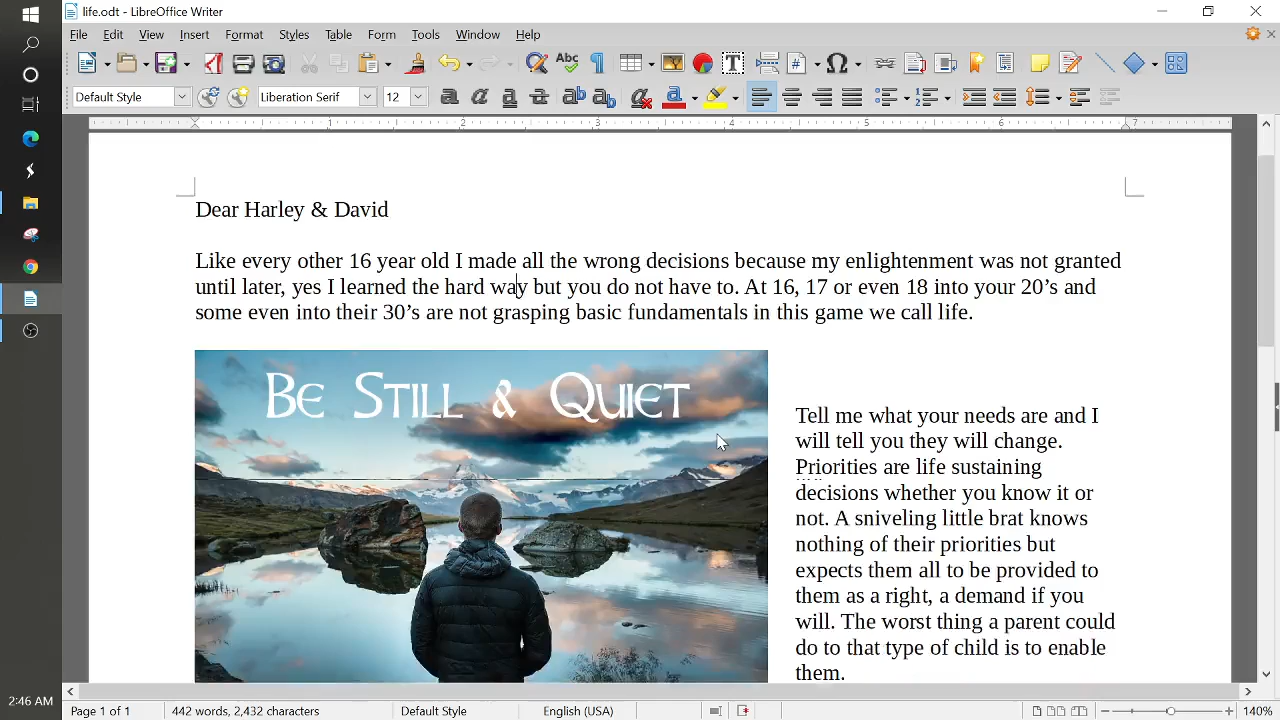 life.odt - LibreOffice Writer
File Edit View Insert Format Styles Table Form Tools Window Help
Default Style Liberation Serif 12
1 2 3 4 5 6 7
Dear Harley & David
Like every other 16 year old I made all the wrong decisions because my enlightenment was not granted
until later, yes I learned the hard way but you do not have to. At 16, 17 or even 18 into your 20’s and
some even into their 30’s are not grasping basic fundamentals in this game we call life.
Be Still & Quiet
Tell me what your needs are and I
will tell you they will change.
Priorities are life sustaining
decisions whether you know it or
not. A sniveling little brat knows
nothing of their priorities but
expects them all to be provided to
them as a right, a demand if you
will. The worst thing a parent could
do to that type of child is to enable
them.
2:46 AM
Page 1 of 1 442 words, 2,432 characters Default Style English (USA) 140%